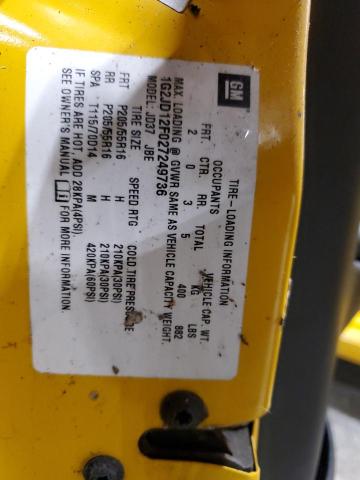 GM
TIRE-LOADING INFORMATION
OCCUPANTS VEHICLE CAP. WT.
FRT. CTR. RR. TOTAL KG LBS
2 0 3 5 400 882
MAX. LOADING @ GVWR SAME AS VEHICLE CAPACITY WEIGHT.
1G2JD12F027249736
MODEL: JD37 JBE
TIRE SIZE SPEED RTG COLD TIRE PRESSURE
FRT P205/55R16 H 210KPA(30PSI)
RR P205/55R16 H 210KPA(30PSI)
SPA T115/70D14 M 420KPA(60PSI)
IF TIRES ARE HOT, ADD 28KPA(4PSI).
SEE OWNER'S MANUAL